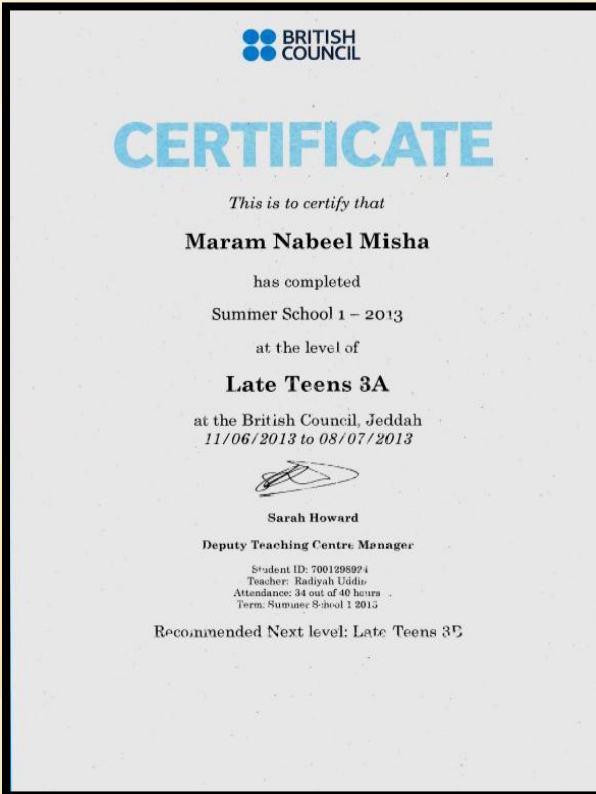 BRITISH
COUNCIL
CERTIFICATE
This is to certify that
Maram Nabeel Misha
has completed
Summer School 1 – 2013
at the level of
Late Teens 3A
at the British Council, Jeddah
11/06/2013 to 08/07/2013
Sarah Howard
Deputy Teaching Centre Manager
Student ID: 7001298924
Teacher: Radiyah Uddin
Attendance: 34 out of 40 hours
Term: Summer School 1 2013
Recommended Next level: Late Teens